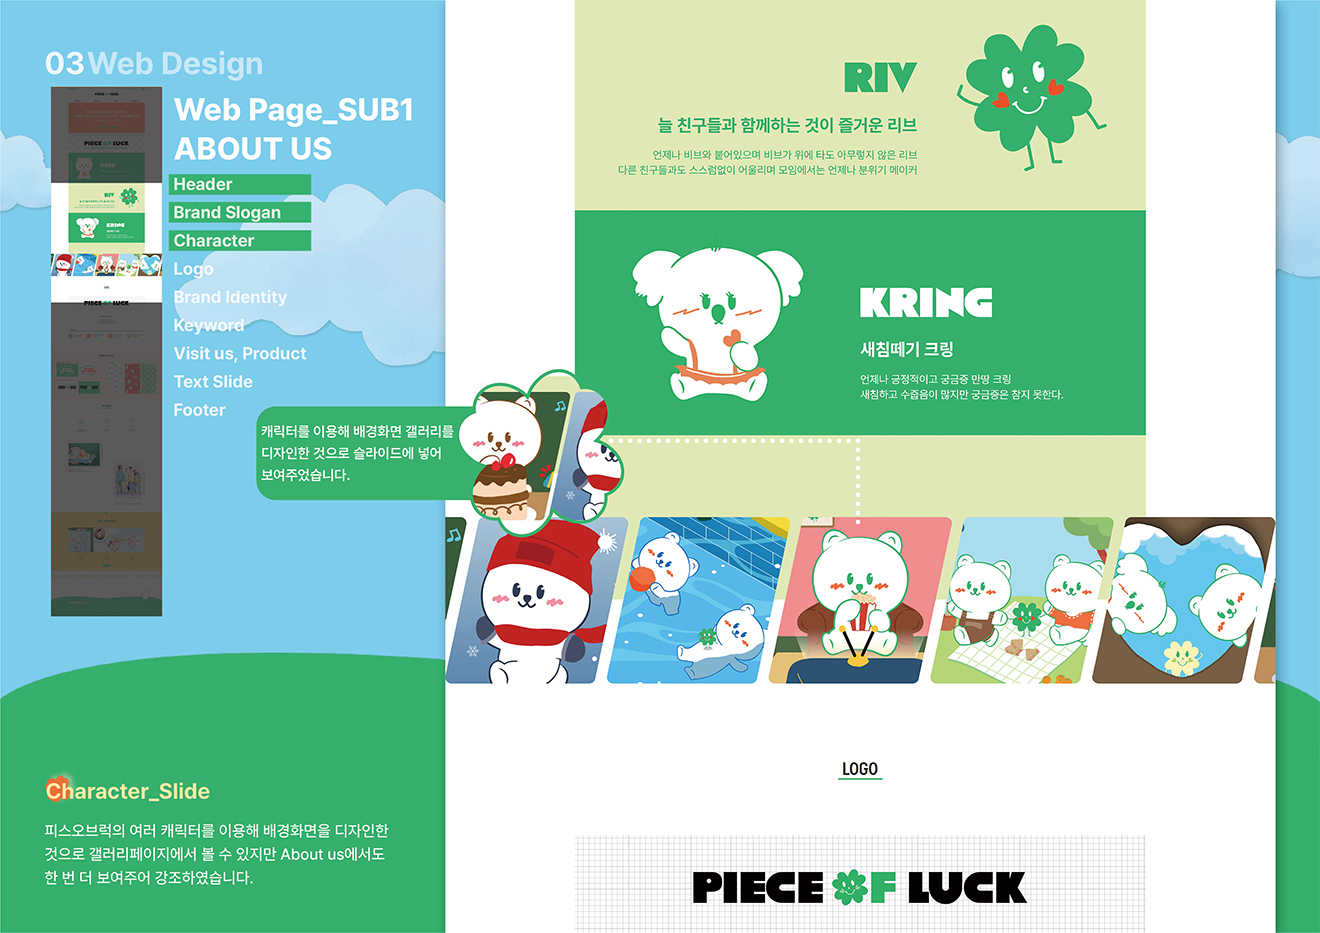 03 Web Design
Web Page_SUB1
ABOUT US
Header
Brand Slogan
Character
Logo
Brand Identity
Keyword
Visit us, Product
Text Slide
Footer
PIECE OF LUCK
RIV
KRING
PIECE OF LUCK
캐릭터를 이용해 배경화면 갤러리를
디자인한 것으로 슬라이드에 넣어
보여주었습니다.
Character_Slide
피스오브럭의 여러 캐릭터를 이용해 배경화면을 디자인한
것으로 갤러리페이지에서 볼 수 있지만 About us에서도
한 번 더 보여주어 강조하였습니다.
RIV
늘 친구들과 함께하는 것이 즐거운 리브
언제나 비브와 붙어있으며 비브가 위에 타도 아무렇지 않은 리브
다른 친구들과도 스스럼없이 어울리며 모임에서는 언제나 분위기 메이커
KRING
새침떼기 크링
언제나 긍정적이고 궁금증 만땅 크링
새침하고 수줍음이 많지만 궁금증은 참지 못한다.
LOGO
PIECE OF LUCK